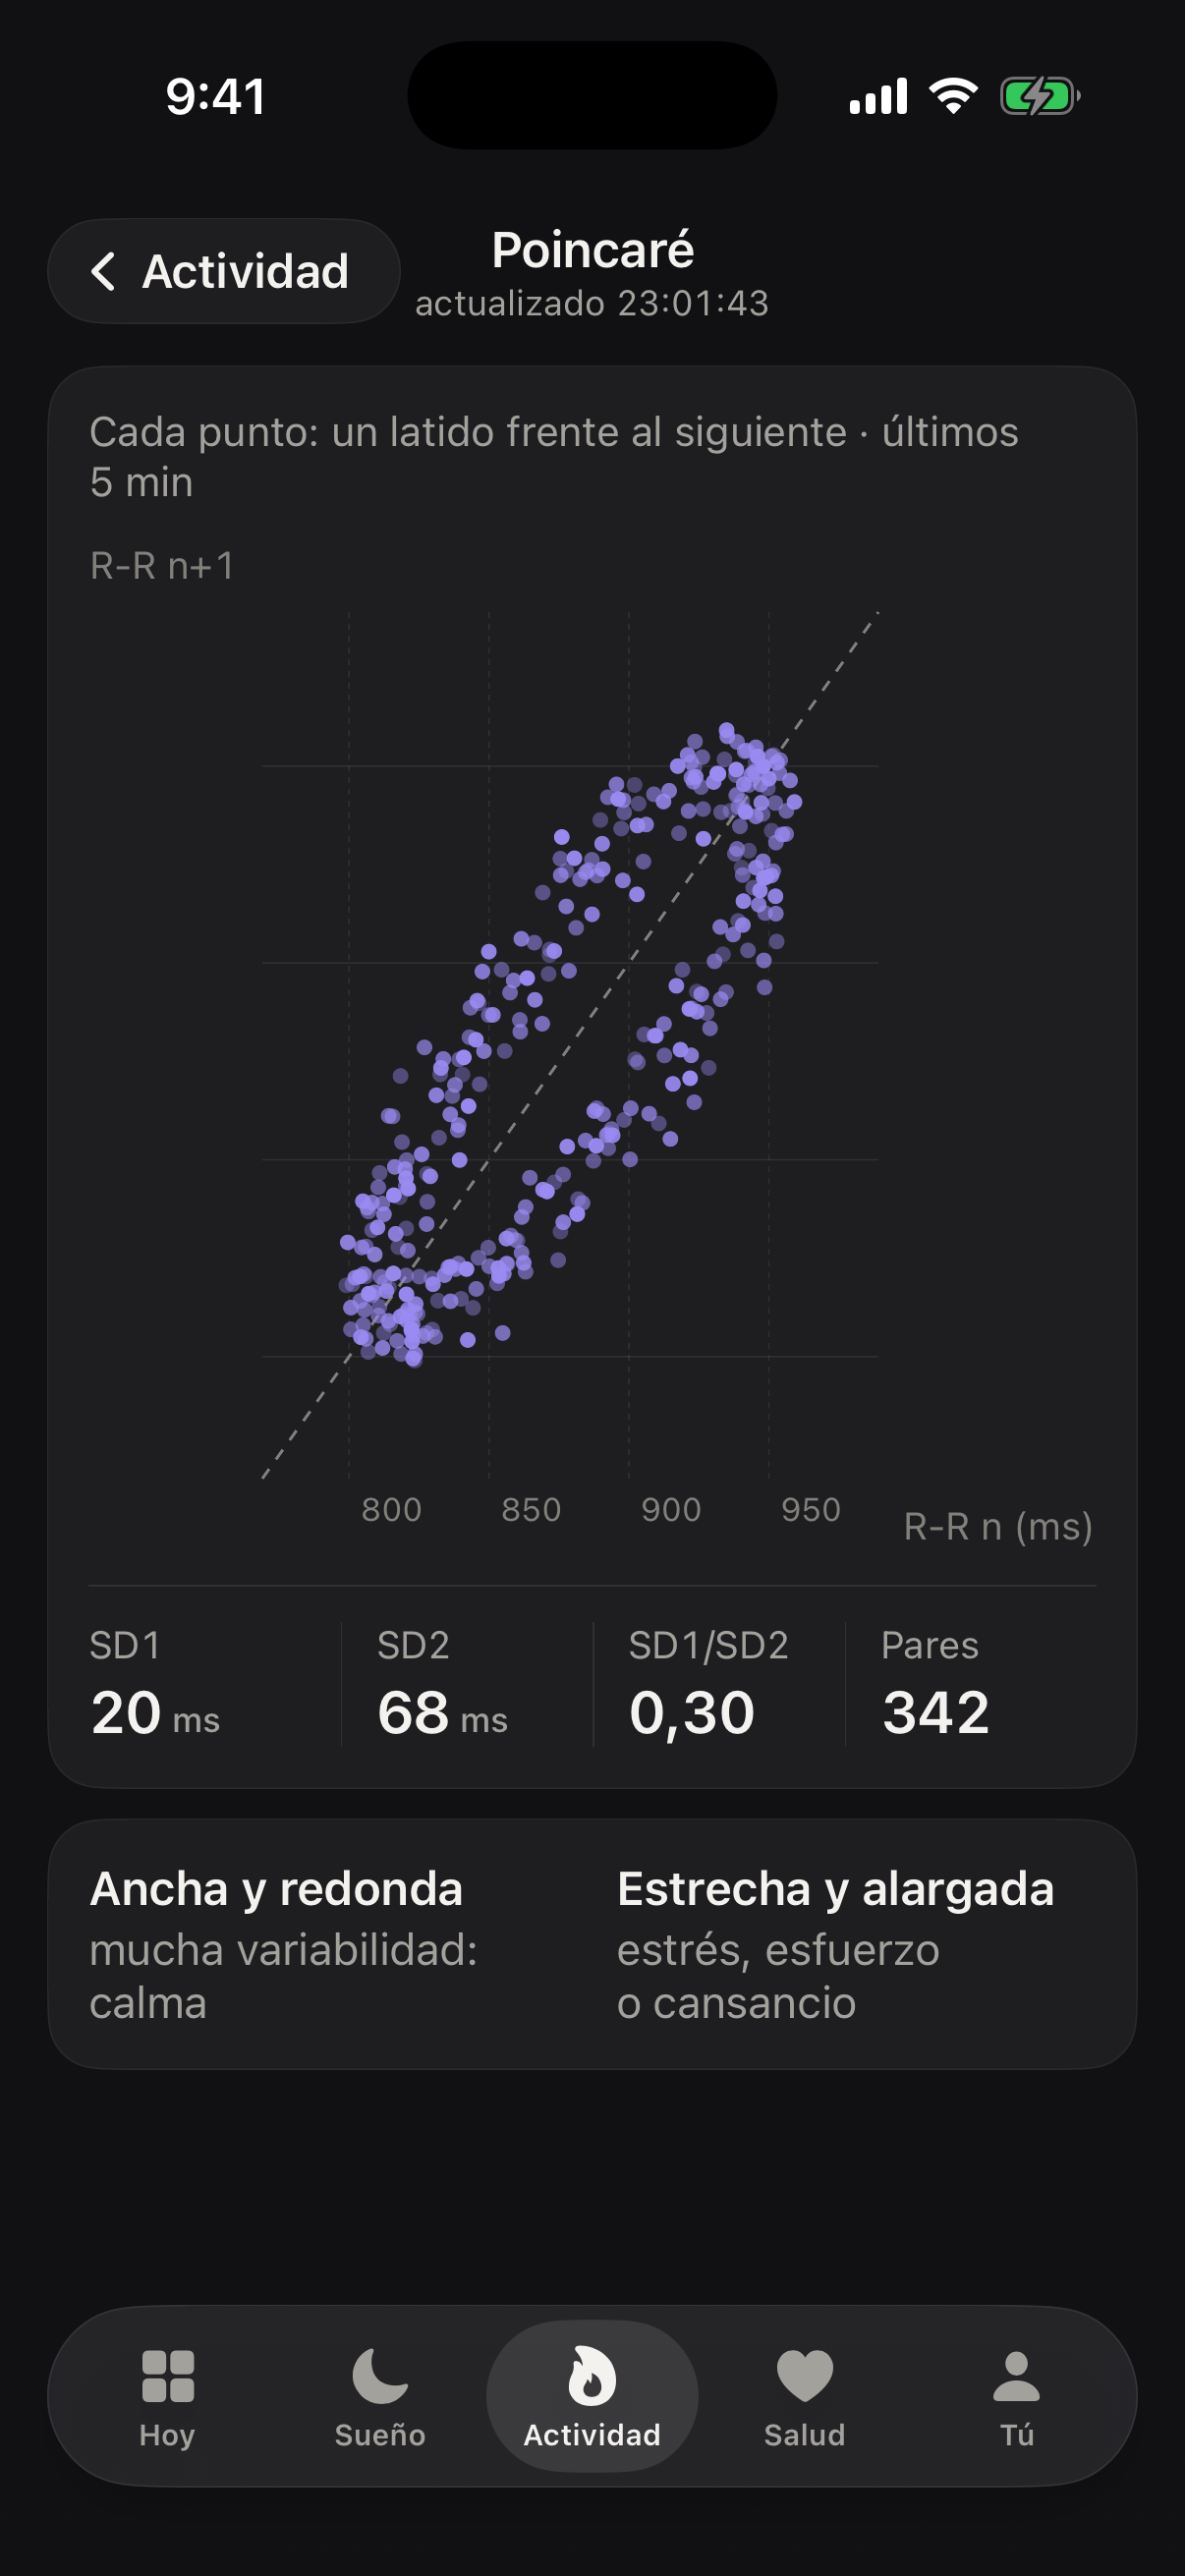 9:41
Actividad
Poincaré
actualizado 23:01:43
Cada punto: un latido frente al siguiente · últimos
5 min
R-R n+1
800 850 900 950
R-R n (ms)
SD1 SD2 SD1/SD2 Pares
20 ms 68 ms 0,30 342
Ancha y redonda
mucha variabilidad:
calma
Estrecha y alargada
estrés, esfuerzo
o cansancio
Hoy Sueño Actividad Salud Tú